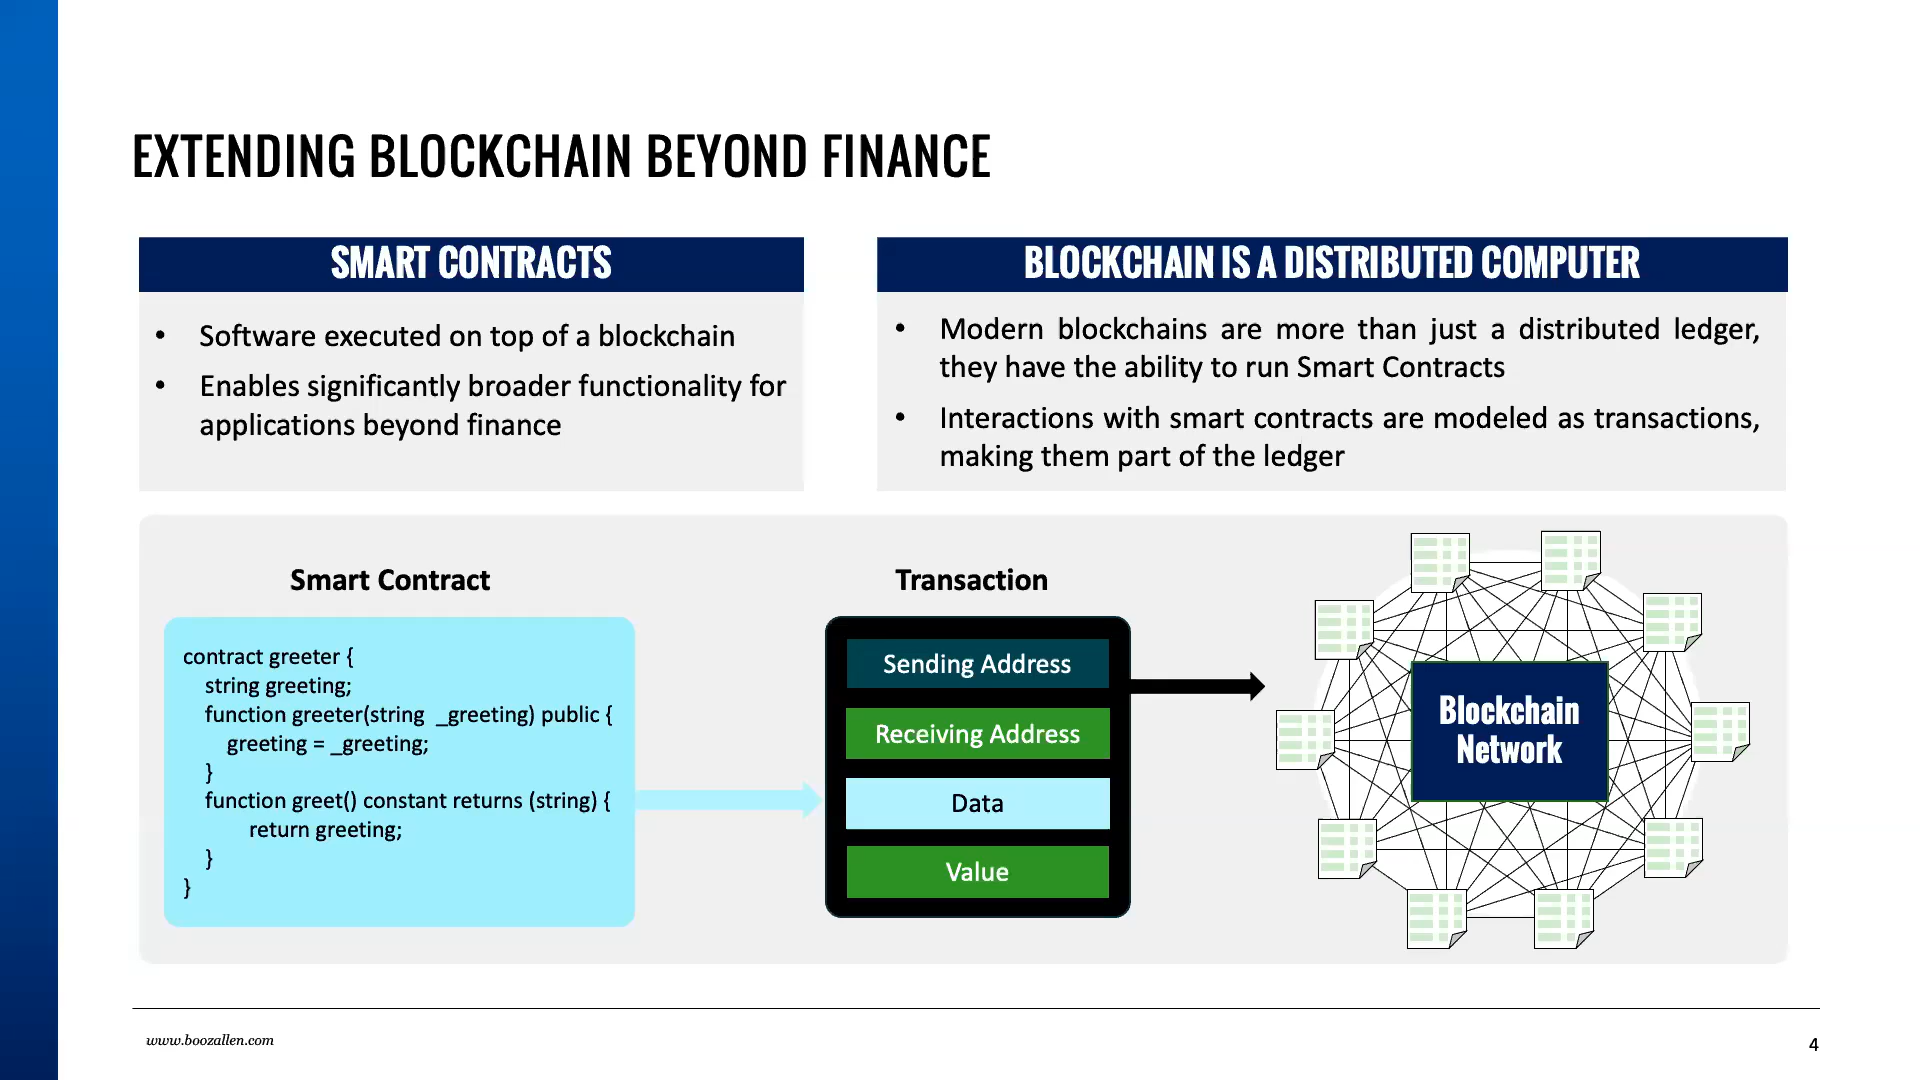 EXTENDING BLOCKCHAIN BEYOND FINANCE
SMART CONTRACTS
• Software executed on top of a blockchain
• Enables significantly broader functionality for
applications beyond finance
BLOCKCHAIN IS A DISTRIBUTED COMPUTER
• Modern blockchains are more than just a distributed ledger,
they have the ability to run Smart Contracts
• Interactions with smart contracts are modeled as transactions,
making them part of the ledger
Smart Contract
contract greeter {
string greeting;
function greeter(string _greeting) public {
greeting = _greeting;
}
function greet() constant returns (string) {
return greeting;
}
}
Transaction
Sending Address
Receiving Address
Data
Value
Blockchain
Network
www.boozallen.com
4